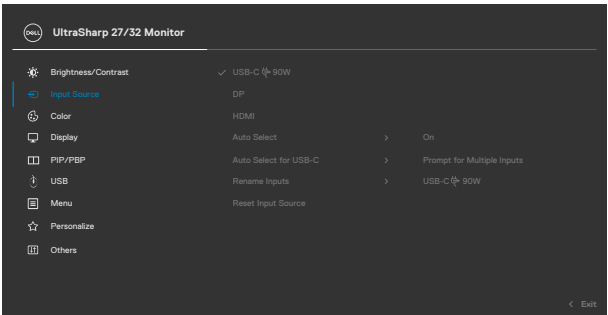 DELL UltraSharp 27/32 Monitor
Brightness/Contrast USB-C 90W
Input Source DP
Color HDMI
Display Auto Select On
PIP/PBP Auto Select for USB-C Prompt for Multiple Inputs
USB Rename Inputs USB-C 90W
Menu Reset Input Source
Personalize
Others
Exit